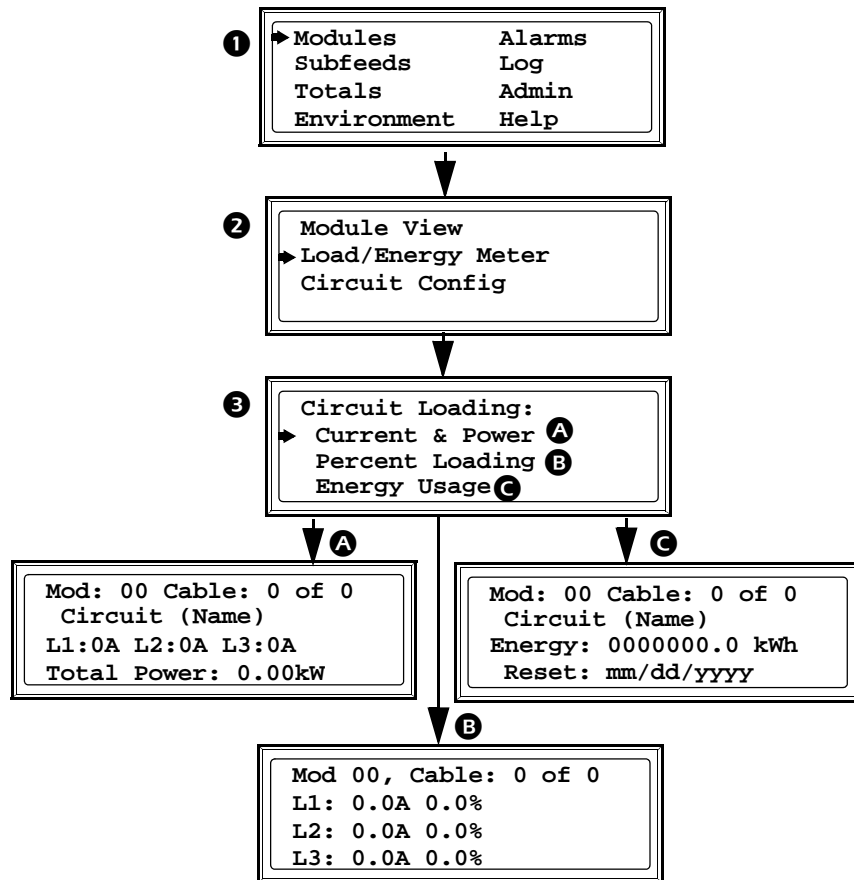 1
Modules Alarms
Subfeeds Log
Totals Admin
Environment Help
2
Module View
Load/Energy Meter
Circuit Config
3
Circuit Loading:
Current & Power A
Percent Loading B
Energy Usage C
A
Mod: 00 Cable: 0 of 0
Circuit (Name)
L1:0A L2:0A L3:0A
Total Power: 0.00kW
C
Mod: 00 Cable: 0 of 0
Circuit (Name)
Energy: 0000000.0 kWh
Reset: mm/dd/yyyy
B
Mod 00, Cable: 0 of 0
L1: 0.0A 0.0%
L2: 0.0A 0.0%
L3: 0.0A 0.0%